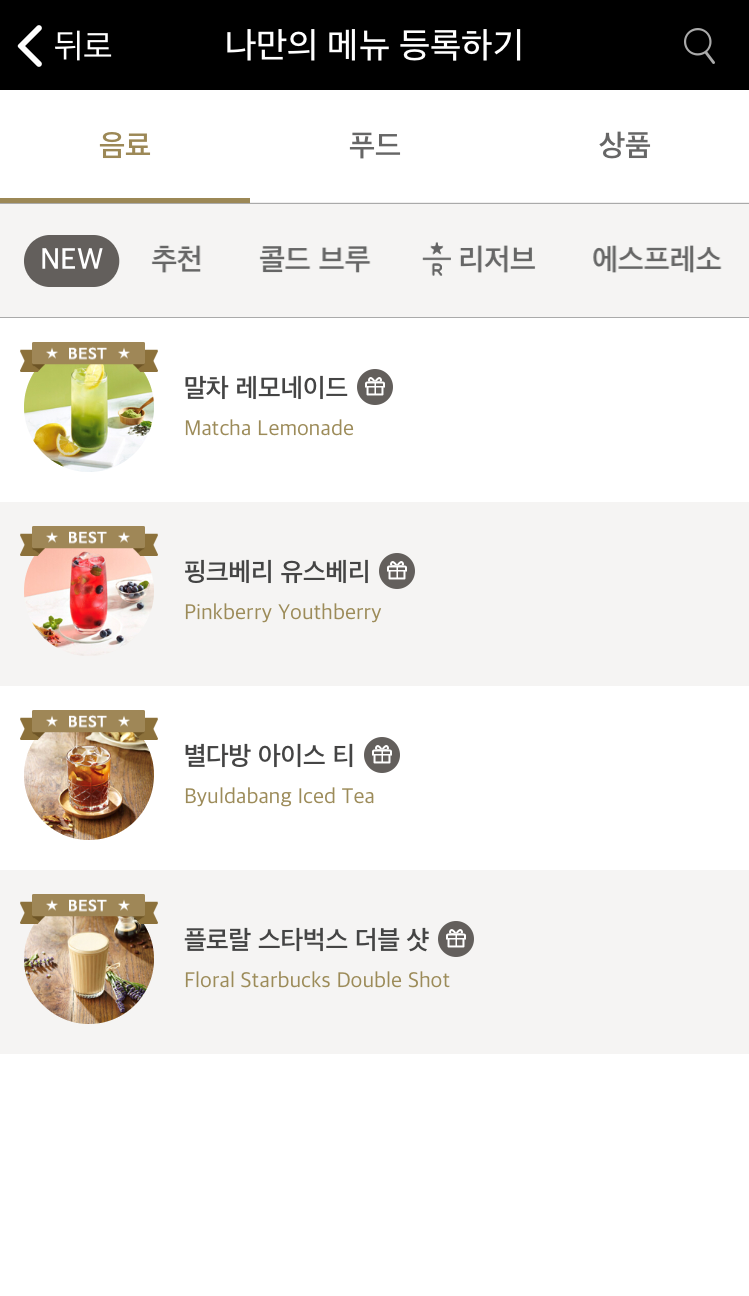 뒤로 나만의 메뉴 등록하기
음료 푸드 상품
NEW 추천 콜드 브루 R 리저브 에스프레소
BEST
말차 레모네이드
Matcha Lemonade
BEST
핑크베리 유스베리
Pinkberry Youthberry
BEST
별다방 아이스 티
Byuldabang Iced Tea
BEST
플로랄 스타벅스 더블 샷
Floral Starbucks Double Shot